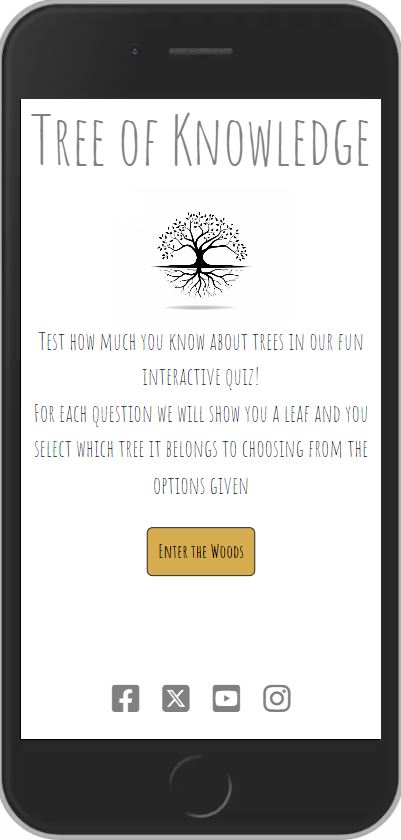 Tree of Knowledge
Test how much you know about trees in our fun
interactive quiz!
For each question we will show you a leaf and you
select which tree it belongs to choosing from the
options given
Enter the Woods